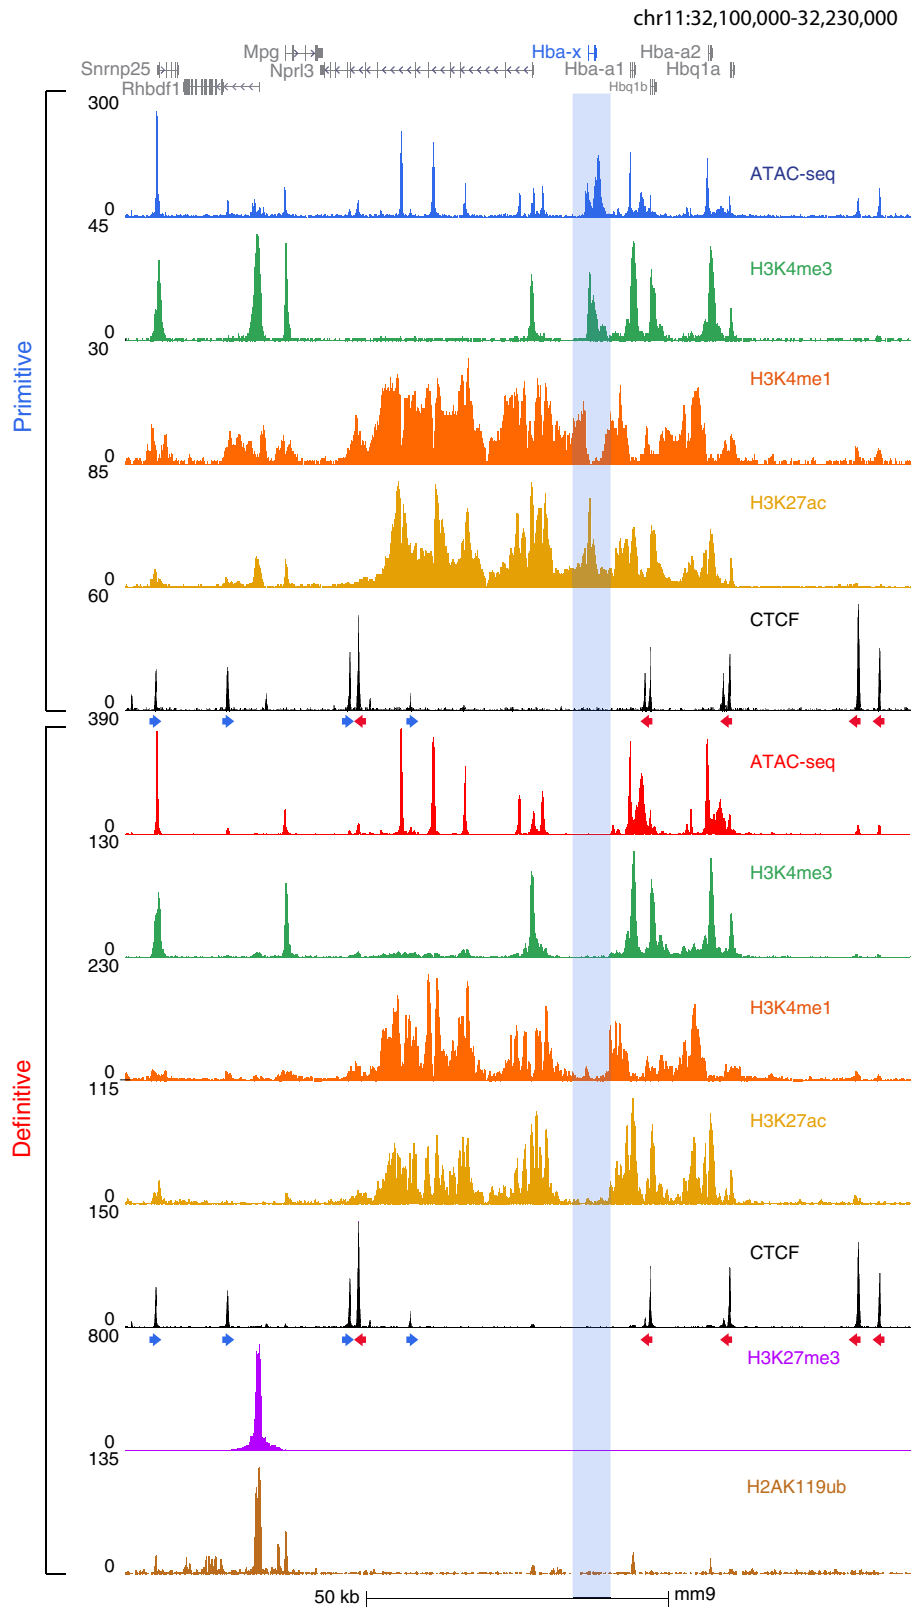 chr11:32,100,000-32,230,000
Mpg Hba-x Hba-a2
Snrnp25 Nprl3 Hba-a1 Hbq1a
Rhbdf1 Hbq1b
Primitive
300
ATAC-seq
0
45
H3K4me3
0
30
H3K4me1
0
85
H3K27ac
0
60
CTCF
0
Definitive
390
ATAC-seq
0
130
H3K4me3
0
230
H3K4me1
0
115
H3K27ac
0
150
CTCF
0
800
H3K27me3
0
135
H2AK119ub
0
50 kb mm9